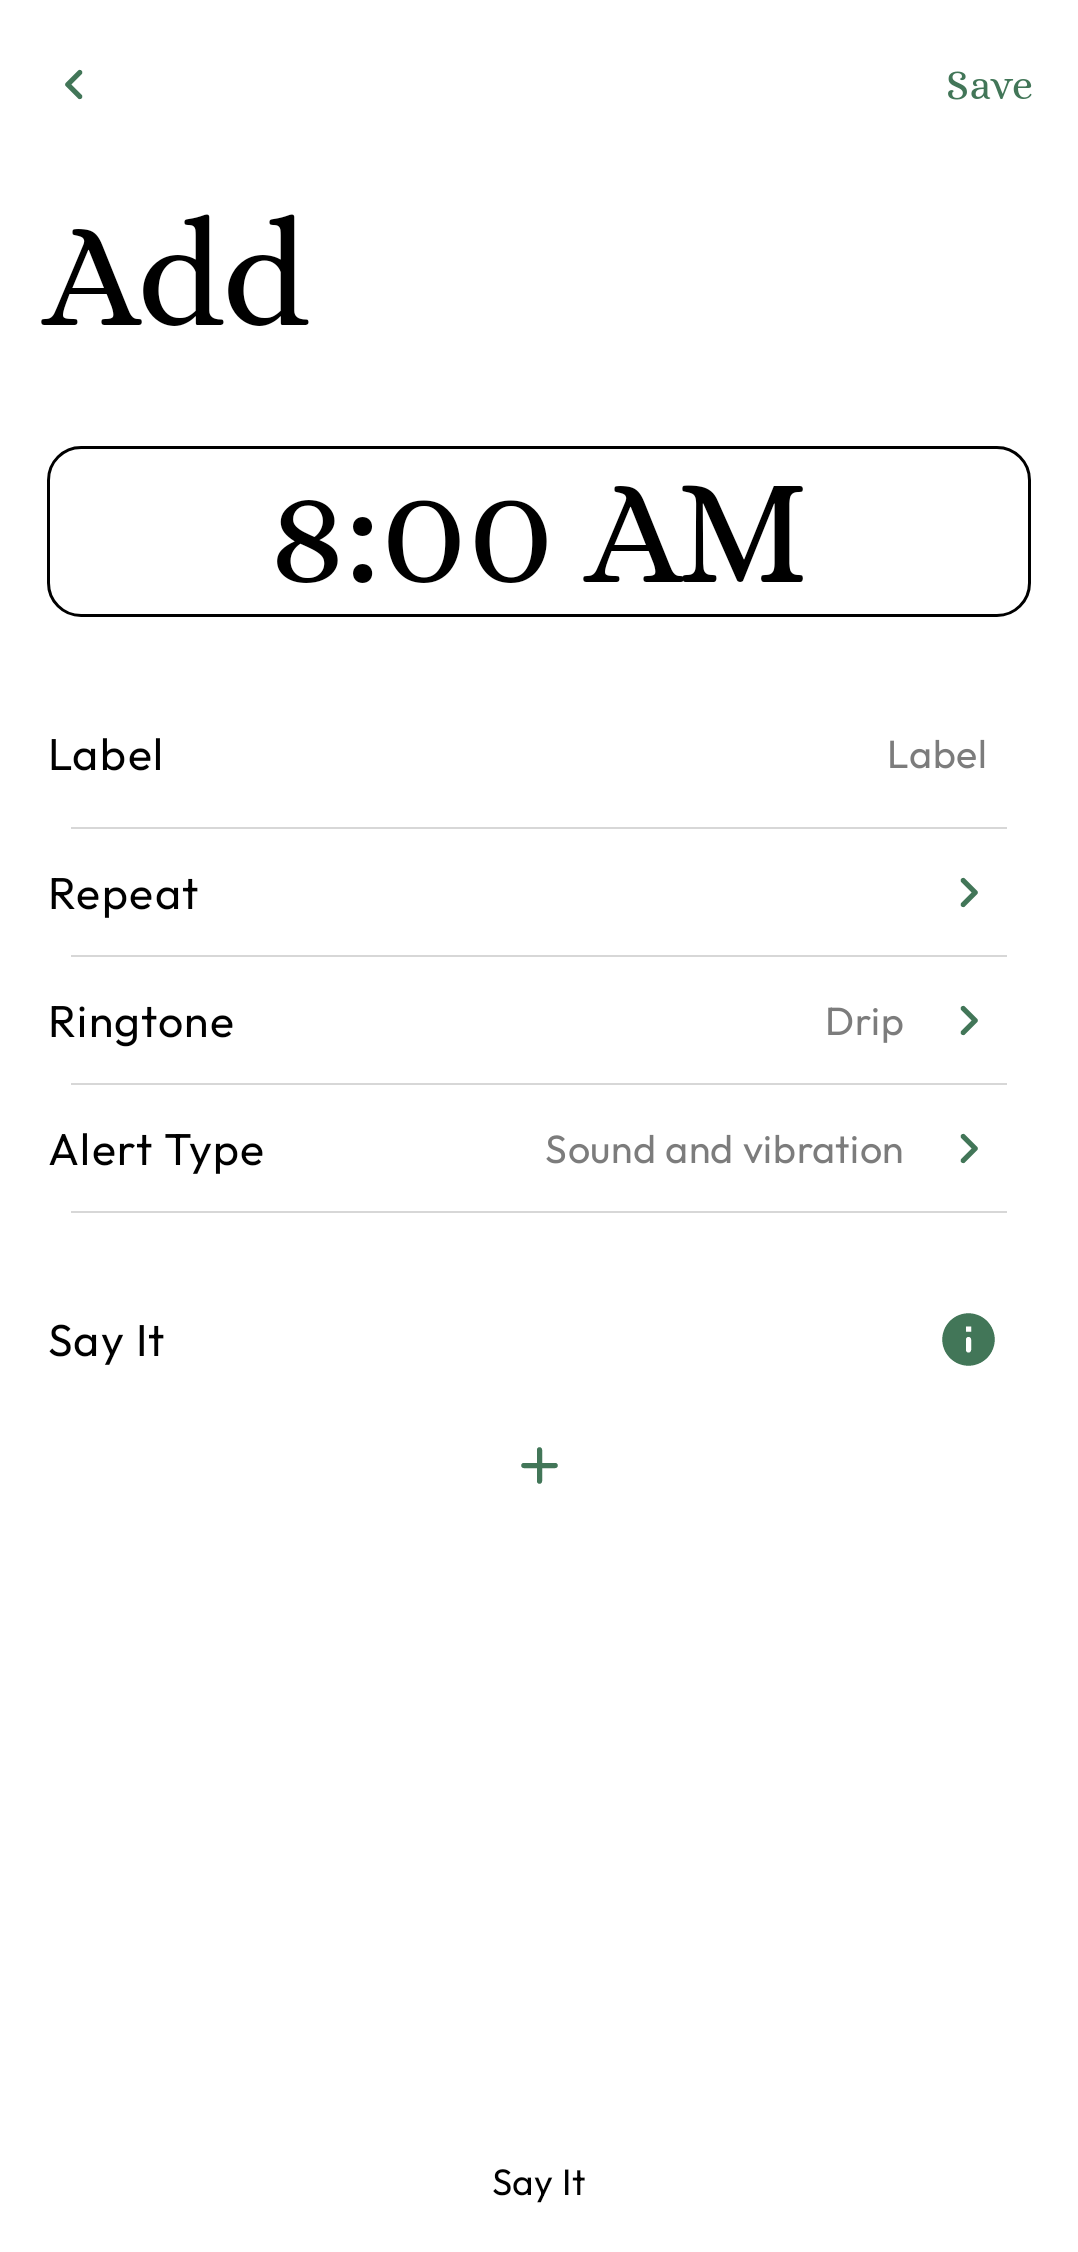 Save
Add
8:00 AM
Label Label
Repeat
Ringtone Drip
Alert Type Sound and vibration
Say It
Say It